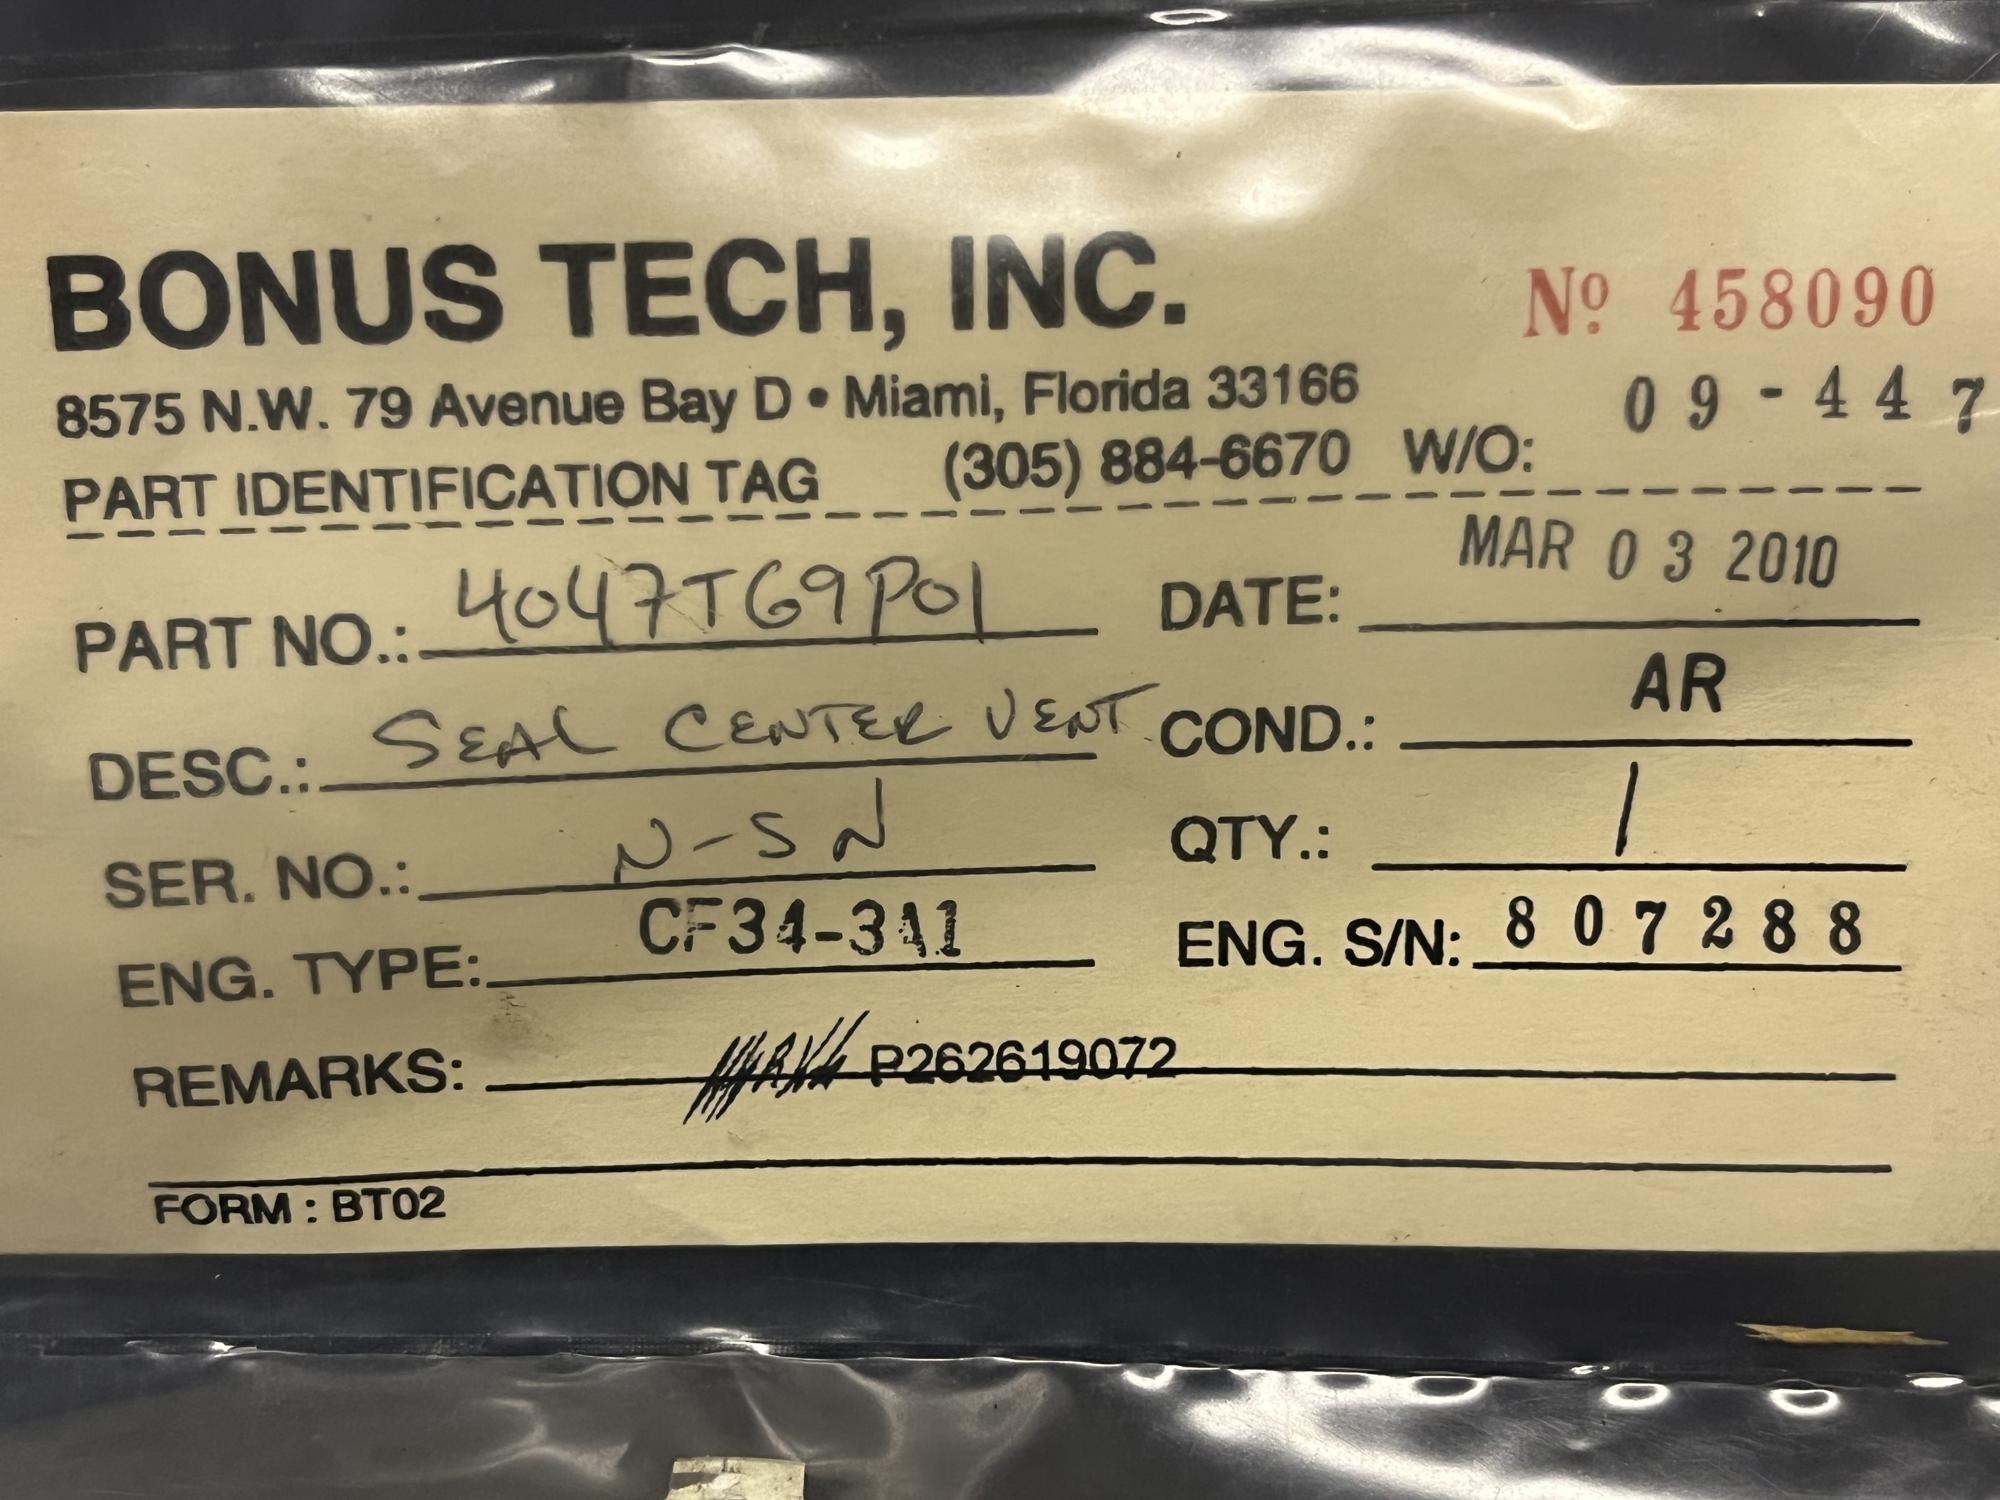 BONUS TECH, INC.
Nº 458090
8575 N.W. 79 Avenue Bay D • Miami, Florida 33166
09-447
PART IDENTIFICATION TAG (305) 884-6670 W/O:
PART NO.: 4047T69P01 DATE: MAR 03 2010
DESC.: SEAL CENTER VENT COND.: AR
SER. NO.: N-SN QTY.: 1
ENG. TYPE: CF34-3A1 ENG. S/N: 807288
REMARKS: P262619072
FORM : BT02